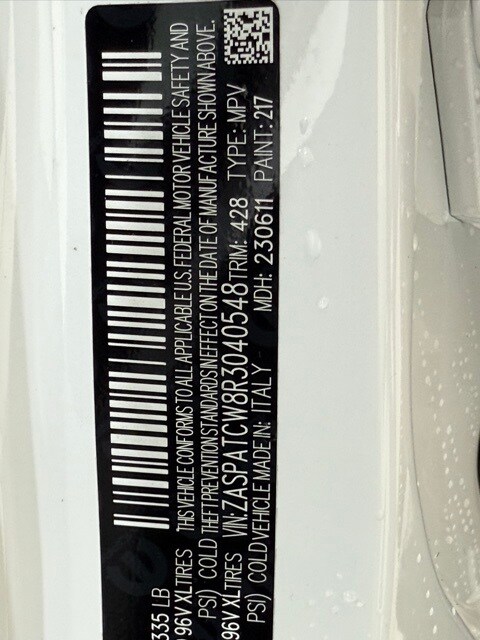 335 LB
96V XL TIRES THIS VEHICLE CONFORMS TO ALL APPLICABLE U.S. FEDERAL MOTOR VEHICLE SAFETY AND
PSI) COLD THEFT PREVENTION STANDARDS IN EFFECT ON THE DATE OF MANUFACTURE SHOWN ABOVE.
96V XL TIRES VIN: ZASPATCW8R3040548 TRIM: 428 TYPE: MPV
PSI) COLD VEHICLE MADE IN: ITALY MDH: 230611 PAINT: 217